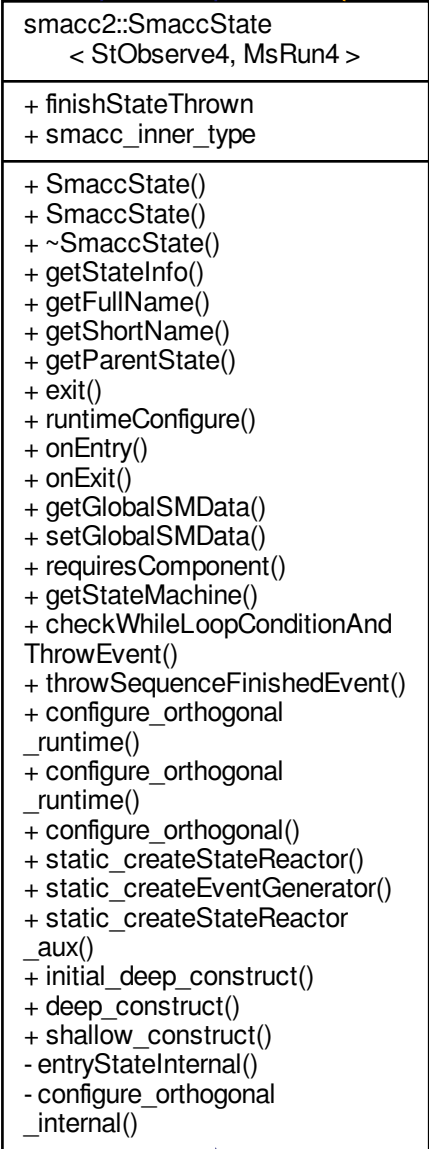 smacc2::SmaccState
< StObserve4, MsRun4 >
+ finishStateThrown
+ smacc_inner_type
+ SmaccState()
+ SmaccState()
+ ~SmaccState()
+ getStateInfo()
+ getFullName()
+ getShortName()
+ getParentState()
+ exit()
+ runtimeConfigure()
+ onEntry()
+ onExit()
+ getGlobalSMData()
+ setGlobalSMData()
+ requiresComponent()
+ getStateMachine()
+ checkWhileLoopConditionAnd
ThrowEvent()
+ throwSequenceFinishedEvent()
+ configure_orthogonal
_runtime()
+ configure_orthogonal
_runtime()
+ configure_orthogonal()
+ static_createStateReactor()
+ static_createEventGenerator()
+ static_createStateReactor
_aux()
+ initial_deep_construct()
+ deep_construct()
+ shallow_construct()
- entryStateInternal()
- configure_orthogonal
_internal()